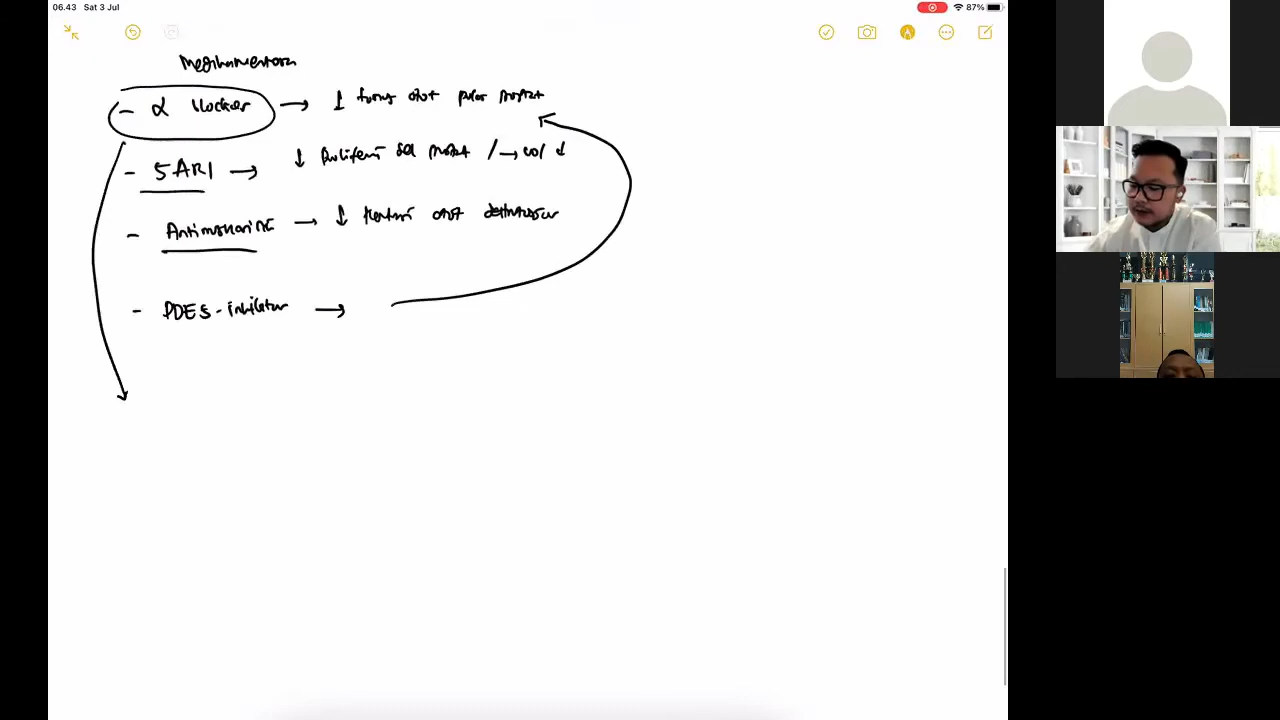 06.43 Sat 3 Jul
87%
Medikamentosa
- α blocker → ↓ tonus otot polos prostat
- 5ARI → ↓ proliferasi sel prostat / → vol ↓
- Antimuskarinik → ↓ otot detrusor
- PDE5-inhibitor →